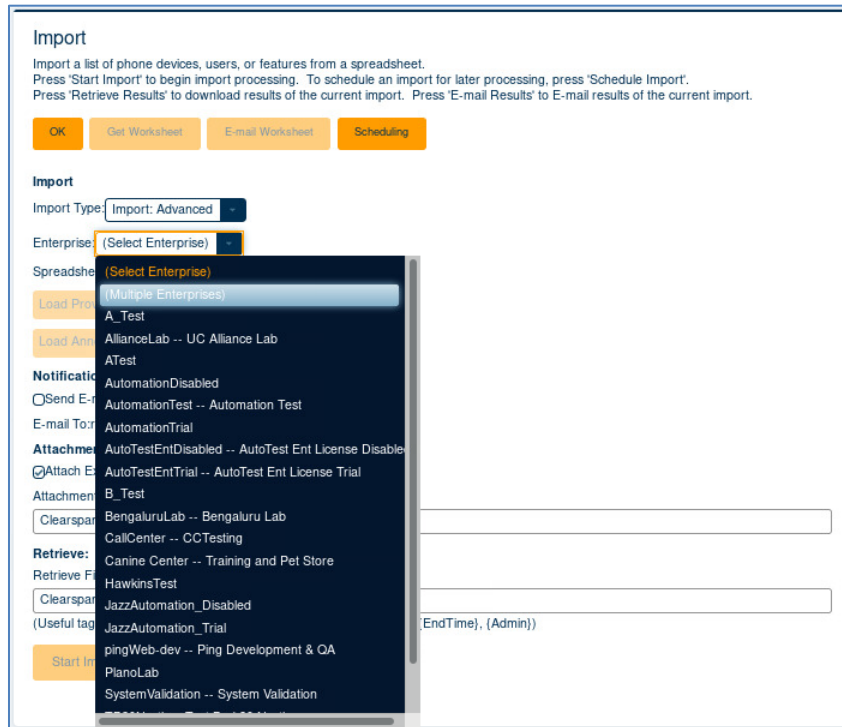 Import
Import a list of phone devices, users, or features from a spreadsheet.
Press 'Start Import' to begin import processing. To schedule an import for later processing, press 'Schedule Import'.
Press 'Retrieve Results' to download results of the current import. Press 'E-mail Results' to E-mail results of the current import.
OK Get Worksheet E-mail Worksheet Scheduling
Import
Import Type: Import: Advanced
Enterprise: (Select Enterprise)
Spreadshe
(Select Enterprise)
(Multiple Enterprises)
Load Prov
A_Test
AllianceLab -- UC Alliance Lab
Load Ann
ATest
Notificatio
AutomationDisabled
Send E-r
AutomationTest -- Automation Test
E-mail To:r
AutomationTrial
Attachmen
AutoTestEntDisabled -- AutoTest Ent License Disabled
Attach Ex
AutoTestEntTrial -- AutoTest Ent License Trial
Attachment
B_Test
Clearspan
BengaluruLab -- Bengaluru Lab
CallCenter -- CCTesting
Retrieve:
Canine Center -- Training and Pet Store
Retrieve Fi
HawkinsTest
Clearspan
JazzAutomation_Disabled
(Useful tag
JazzAutomation_Trial
{EndTime}, {Admin})
pingWeb-dev -- Ping Development & QA
Start Im
PlanoLab
SystemValidation -- System Validation